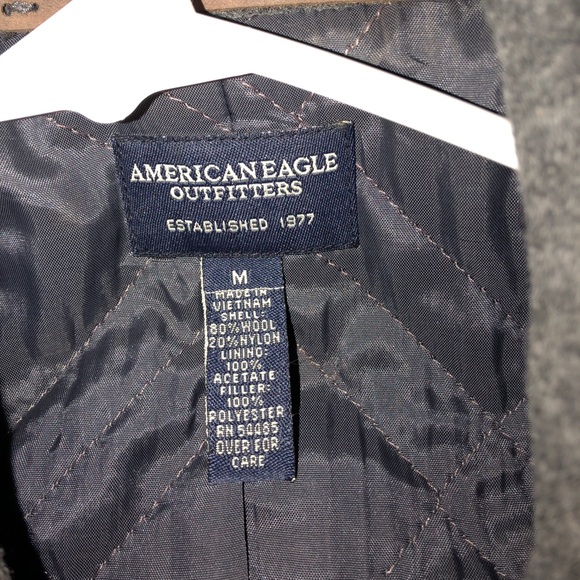 AMERICAN EAGLE
OUTFITTERS
ESTABLISHED 1977
M
MADE IN
VIETNAM
SHELL:
80% WOOL
20% NYLON
LINING:
100%
ACETATE
FILLER:
100%
POLYESTER
RN 54485
OVER FOR
CARE